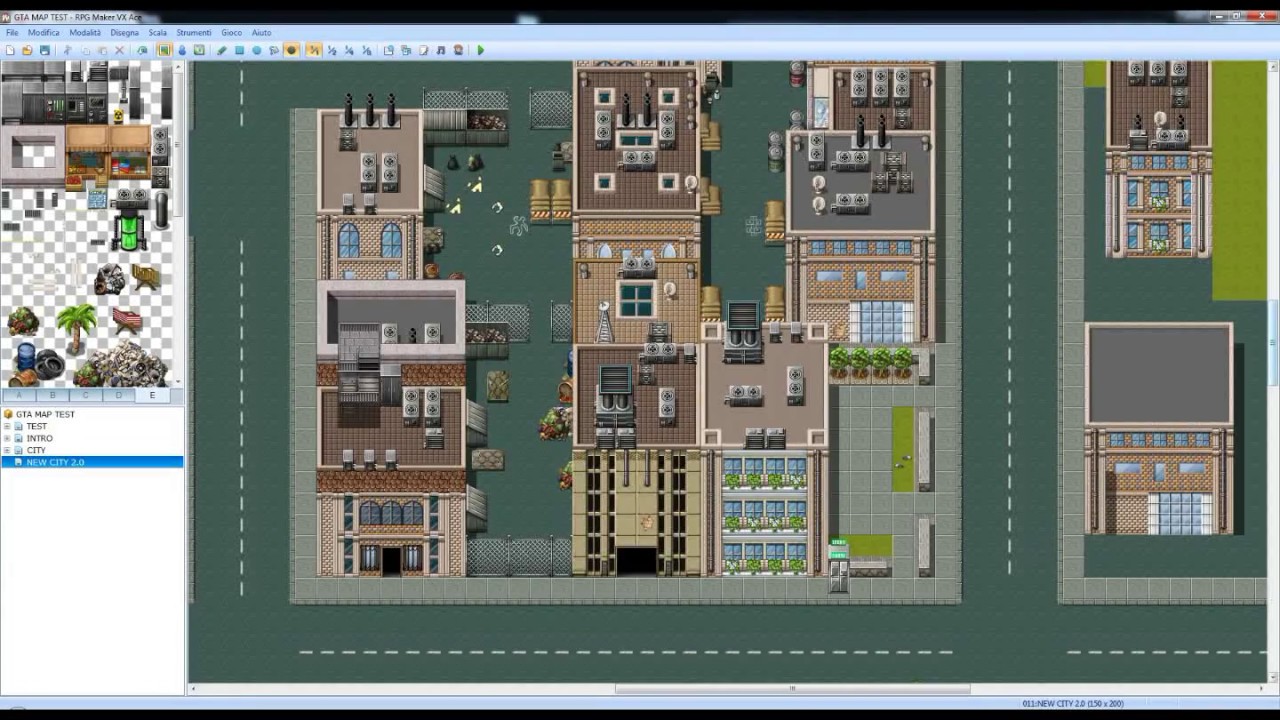 GTA MAP TEST - RPG Maker VX Ace
File Modifica Modalità Disegna Scala Strumenti Gioco Aiuto
A B C D E
GTA MAP TEST
TEST
INTRO
CITY
NEW CITY 2.0
011:NEW CITY 2.0 (150 x 200)